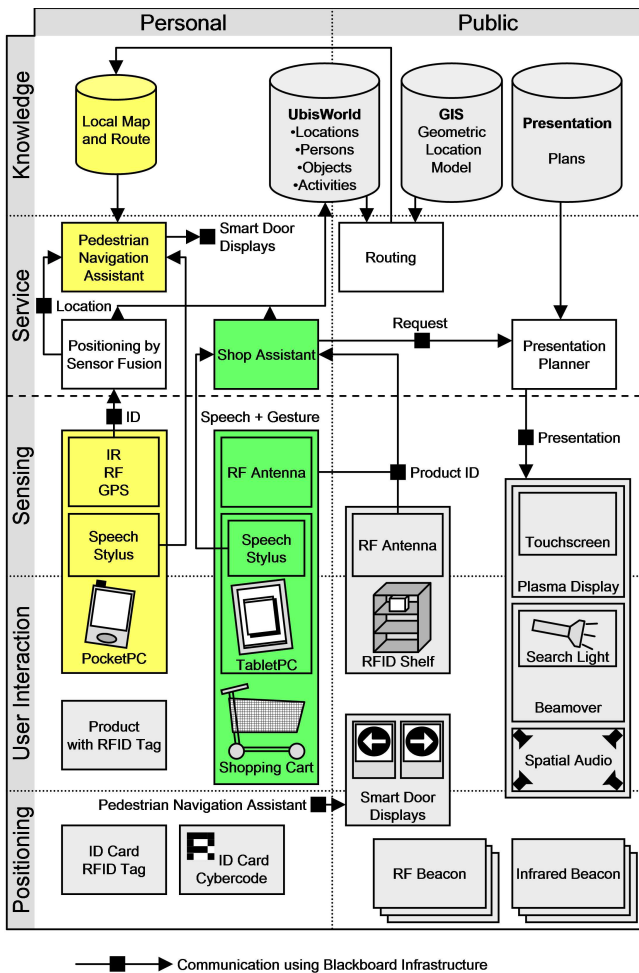 Personal
Public
Knowledge
Local Map
and Route
UbisWorld
•Locations
•Persons
•Objects
•Activities
GIS
Geometric
Location
Model
Presentation
Plans
Service
Pedestrian
Navigation
Assistant
Smart Door
Displays
Routing
Location
Positioning by
Sensor Fusion
Shop Assistant
Request
Presentation
Planner
Sensing
ID
Speech + Gesture
IR
RF
GPS
RF Antenna
Product ID
Presentation
Speech
Stylus
Speech
Stylus
RF Antenna
Touchscreen
Plasma Display
User Interaction
PocketPC
TabletPC
RFID Shelf
Search Light
Beamover
Product
with RFID Tag
Shopping Cart
Spatial Audio
Positioning
Pedestrian Navigation Assistant
Smart Door
Displays
ID Card
RFID Tag
ID Card
Cybercode
RF Beacon
Infrared Beacon
Communication using Blackboard Infrastructure